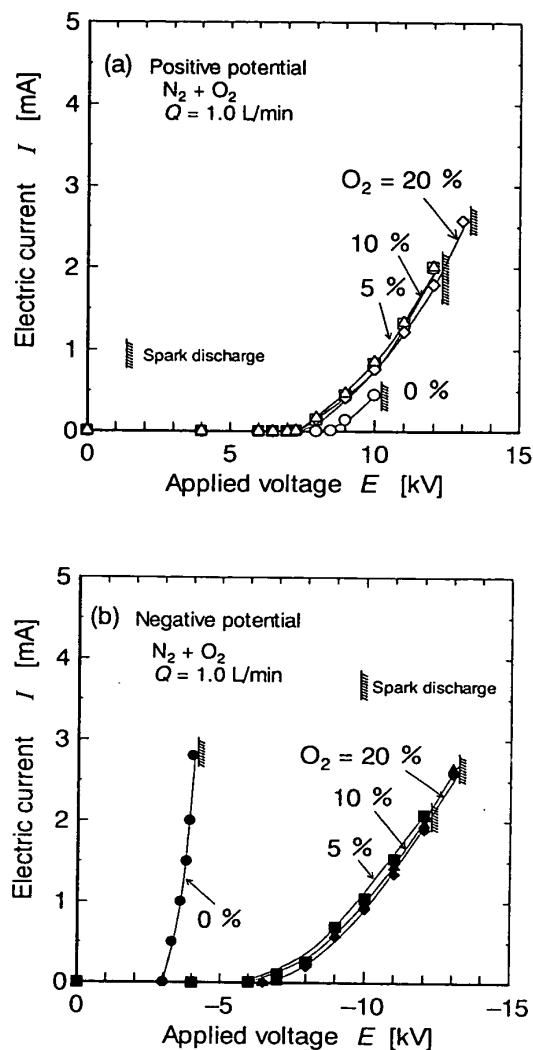 (a) Positive potential
N₂ + O₂
Q = 1.0 L/min
O₂ = 20 %
10 %
5 %
0 %
Spark discharge
Electric current I [mA]
5
4
3
2
1
0
0 5 10 15
Applied voltage E [kV]
(b) Negative potential
N₂ + O₂
Q = 1.0 L/min
Spark discharge
O₂ = 20 %
10 %
5 %
0 %
Electric current I [mA]
5
4
3
2
1
0
0 −5 −10 −15
Applied voltage E [kV]